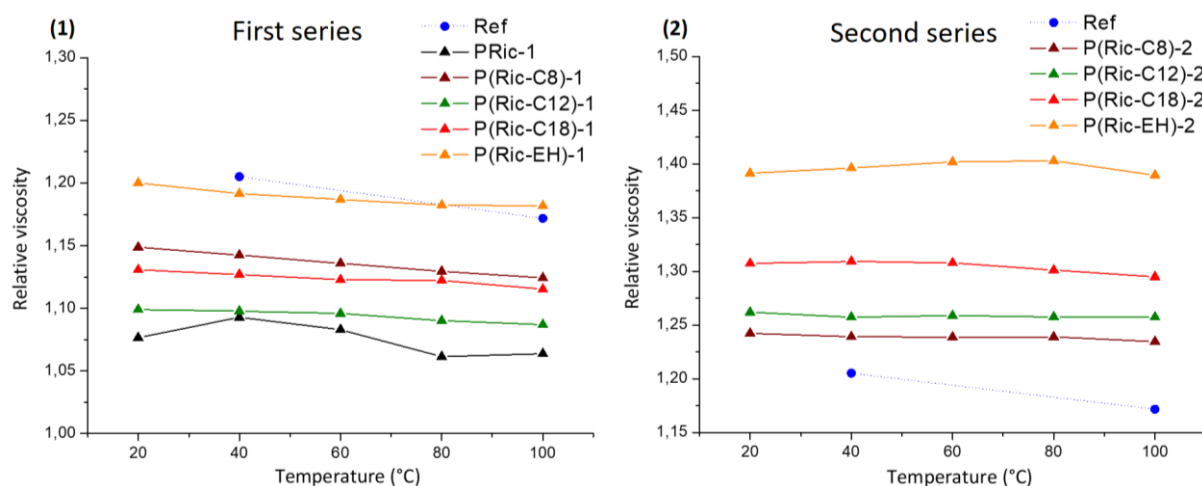 (1)
First series
Ref
PRic-1
P(Ric-C8)-1
P(Ric-C12)-1
P(Ric-C18)-1
P(Ric-EH)-1
1,30
1,25
1,20
1,15
1,10
1,05
1,00
Relative viscosity
20 40 60 80 100
Temperature (°C)
(2)
Second series
Ref
P(Ric-C8)-2
P(Ric-C12)-2
P(Ric-C18)-2
P(Ric-EH)-2
1,50
1,45
1,40
1,35
1,30
1,25
1,20
1,15
Relative viscosity
20 40 60 80 100
Temperature (°C)